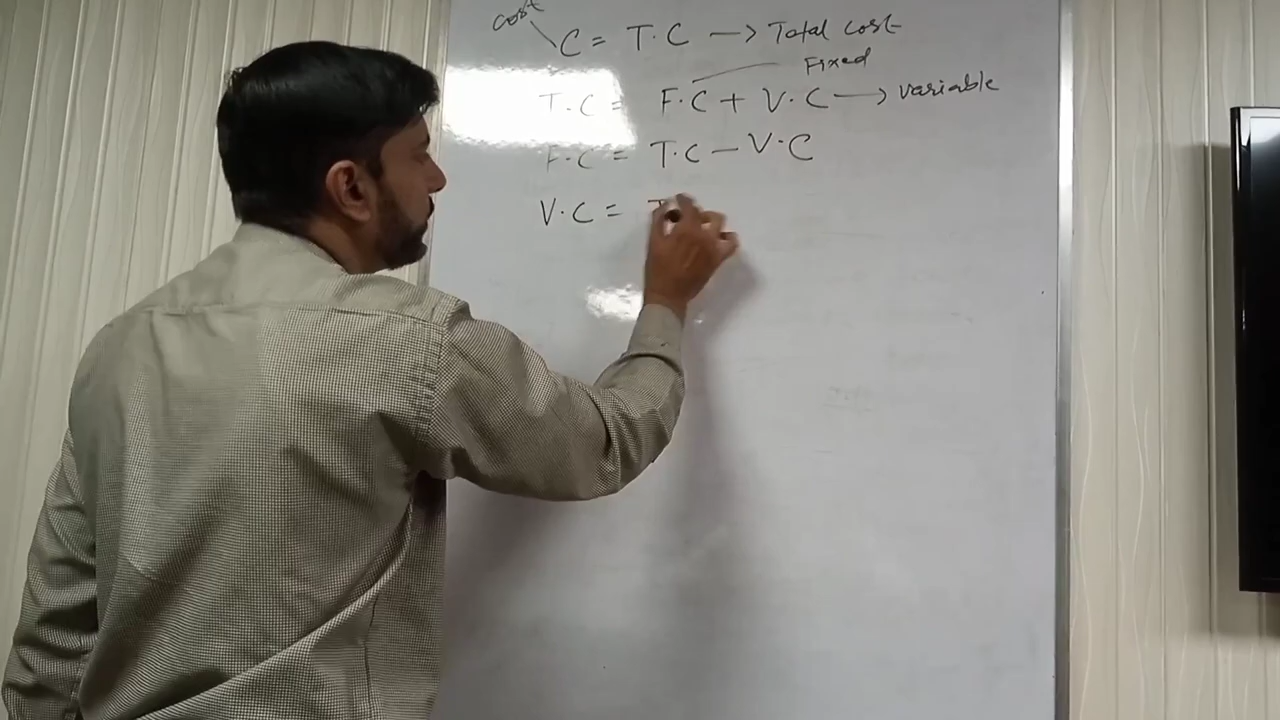 cost
C = T.C → Total cost
Fixed
T.C = F.C + V.C → variable
F.C = T.C - V.C
V.C = T